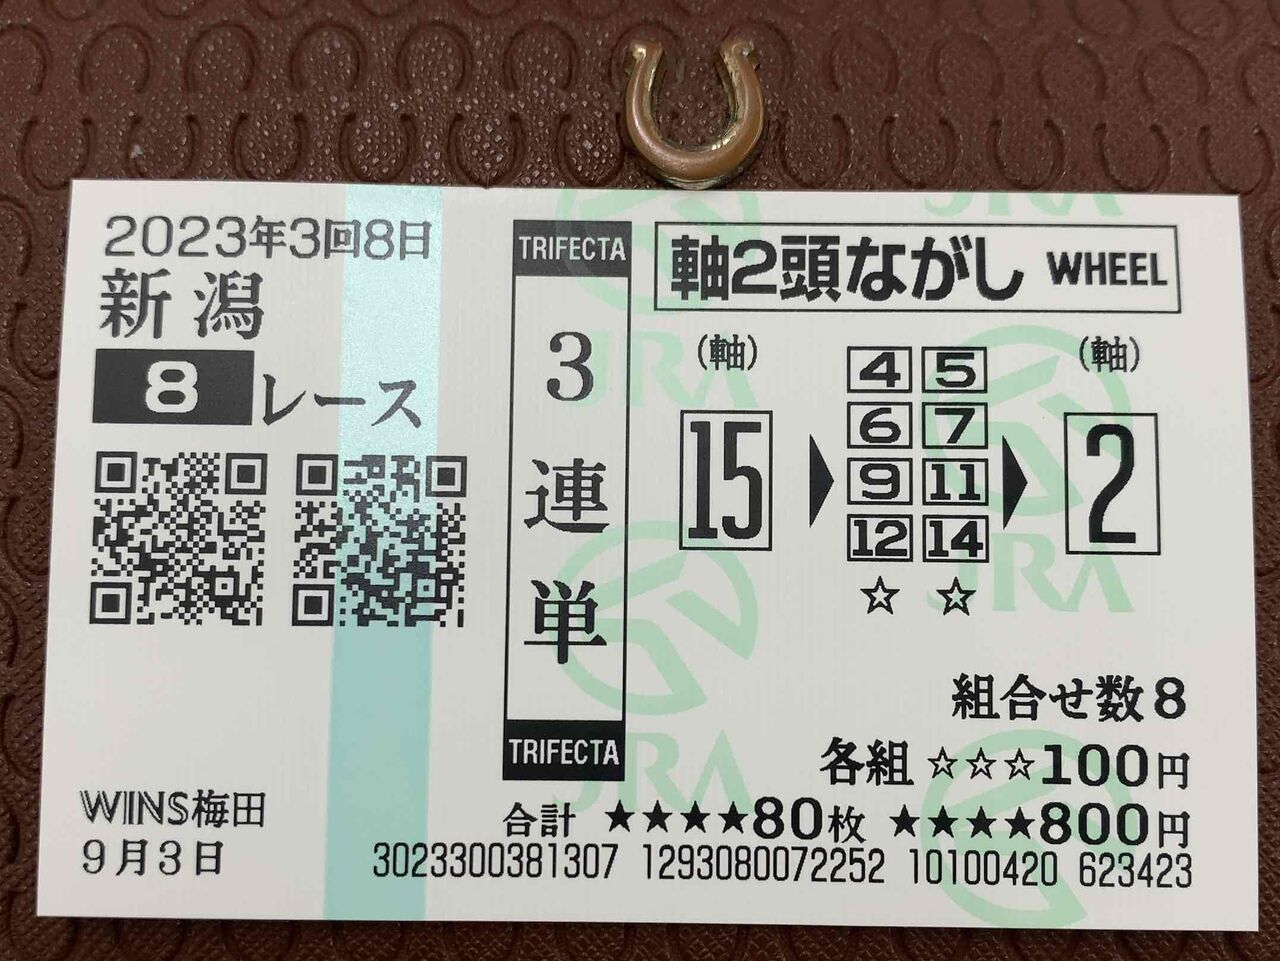 2023年3回8日
新潟
8レース
WINS梅田
9月3日
TRIFECTA
3連単
TRIFECTA
軸2頭ながし WHEEL
(軸)
15
4 5
6 7
9 11
12 14
☆ ☆
(軸)
2
組合せ数8
各組 ☆☆☆100円
合計 ★★★★80枚 ★★★★800円
3023300381307 1293080072252 10100420 623423
JRA
JRA
JRA
JRA